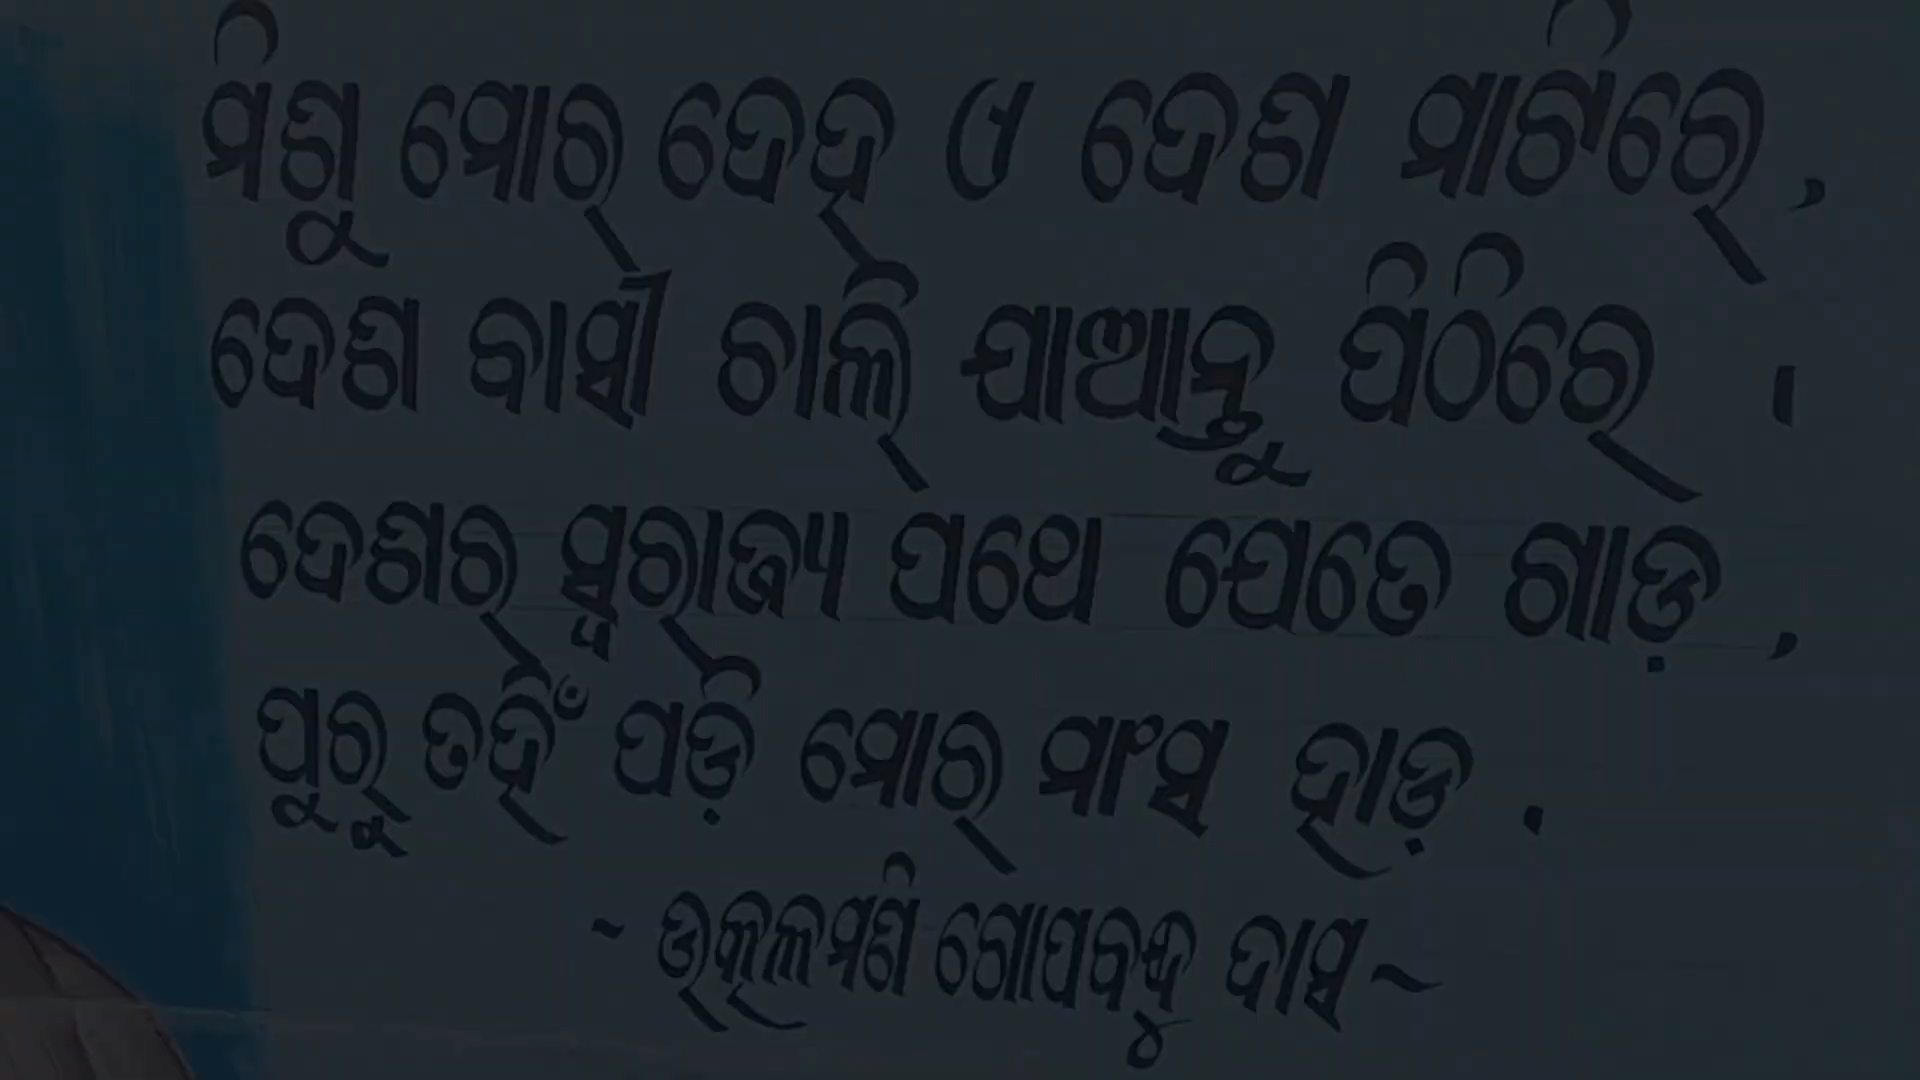 ମିଶୁ ମୋର ଦେହ ଏ ଦେଶ ମାଟିରେ ,
ଦେଶ ବାସୀ ଚାଲି ଯାଆନ୍ତୁ ପିଠିରେ ।
ଦେଶର ସ୍ୱରାଜ୍ୟ ପଥେ ଯେତେ ଗାଡ଼ ,
ପୁରୁ ତହିଁ ପଡ଼ି ମୋର ମାଂସ ହାଡ଼ .
~ ଉତ୍କଳମଣି ଗୋପବନ୍ଧୁ ଦାସ ~